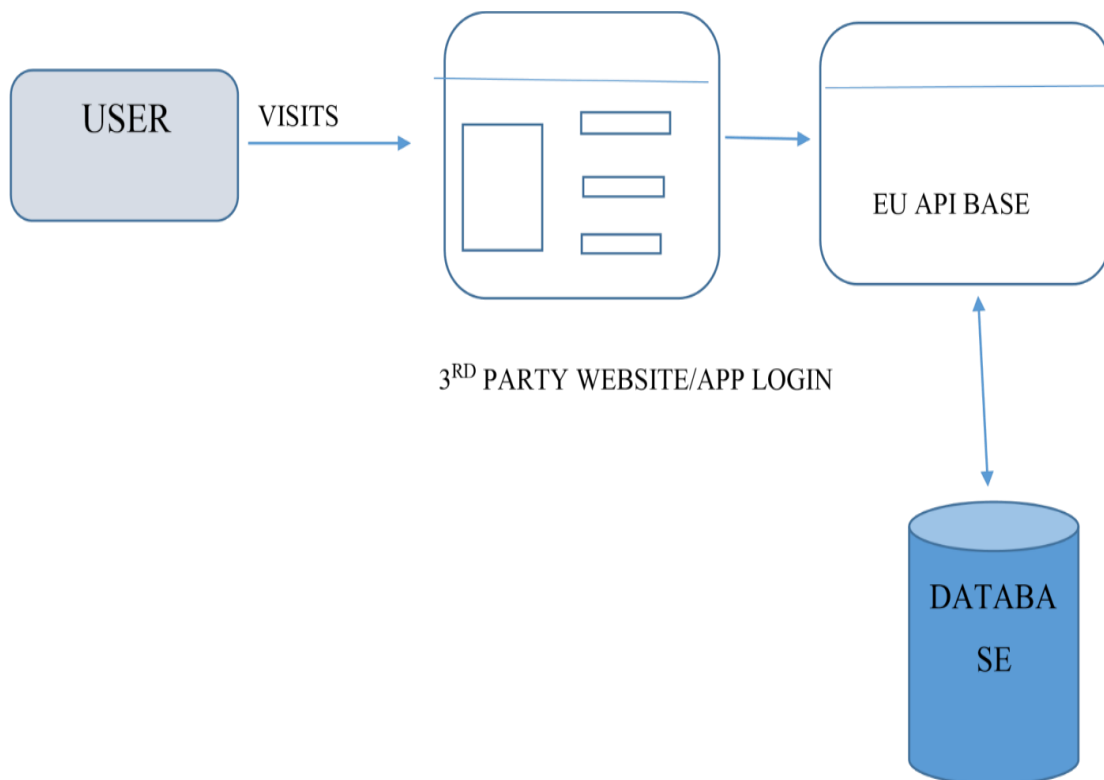 USER
VISITS
EU API BASE
3RD PARTY WEBSITE/APP LOGIN
DATABA
SE